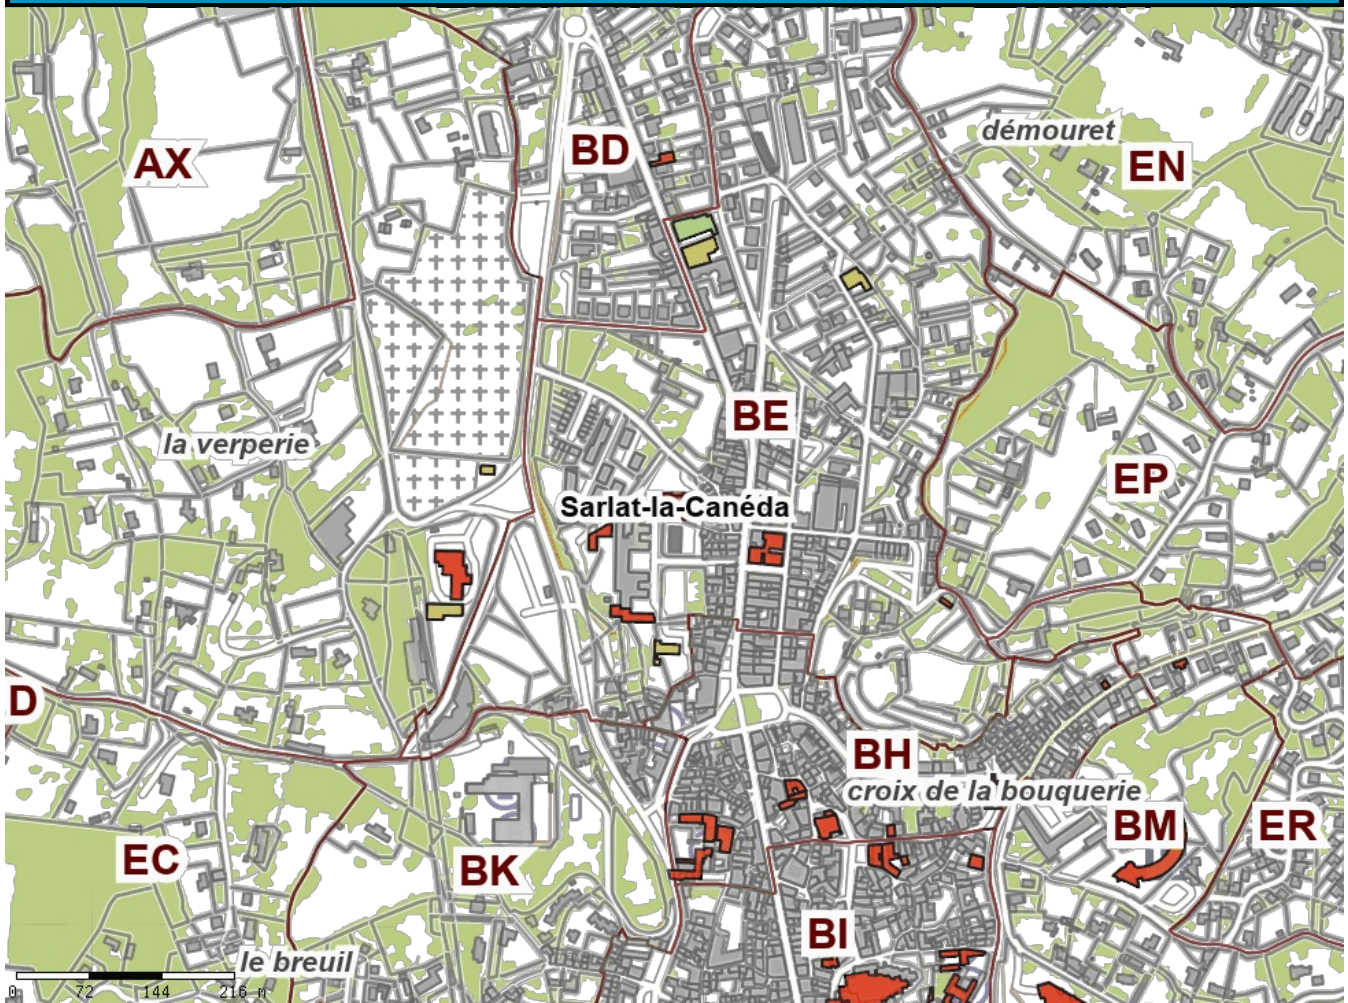 démouret
BD
AX
EN
BE
la verperie
EP
Sarlat-la-Canéda
D
BH
croix de la bouquerie
BM
ER
EC
BK
BI
le breuil
0 72 144 216 m